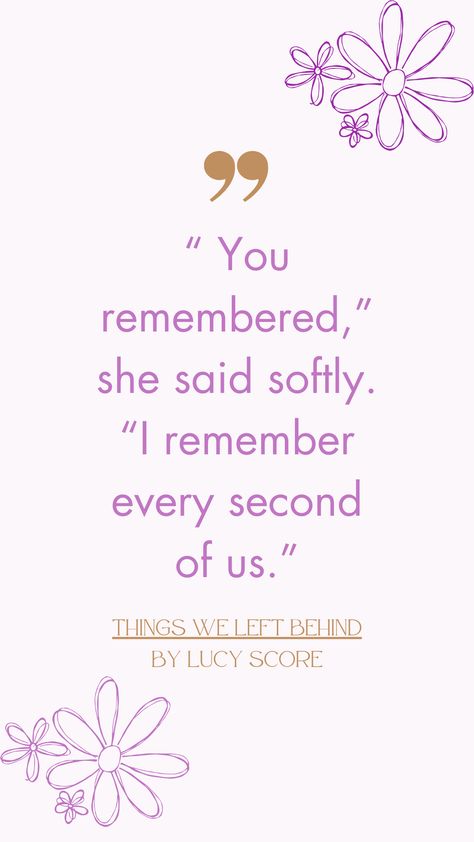 ”
“ You
remembered,”
she said softly.
“I remember
every second
of us.”
THINGS WE LEFT BEHIND
BY LUCY SCORE